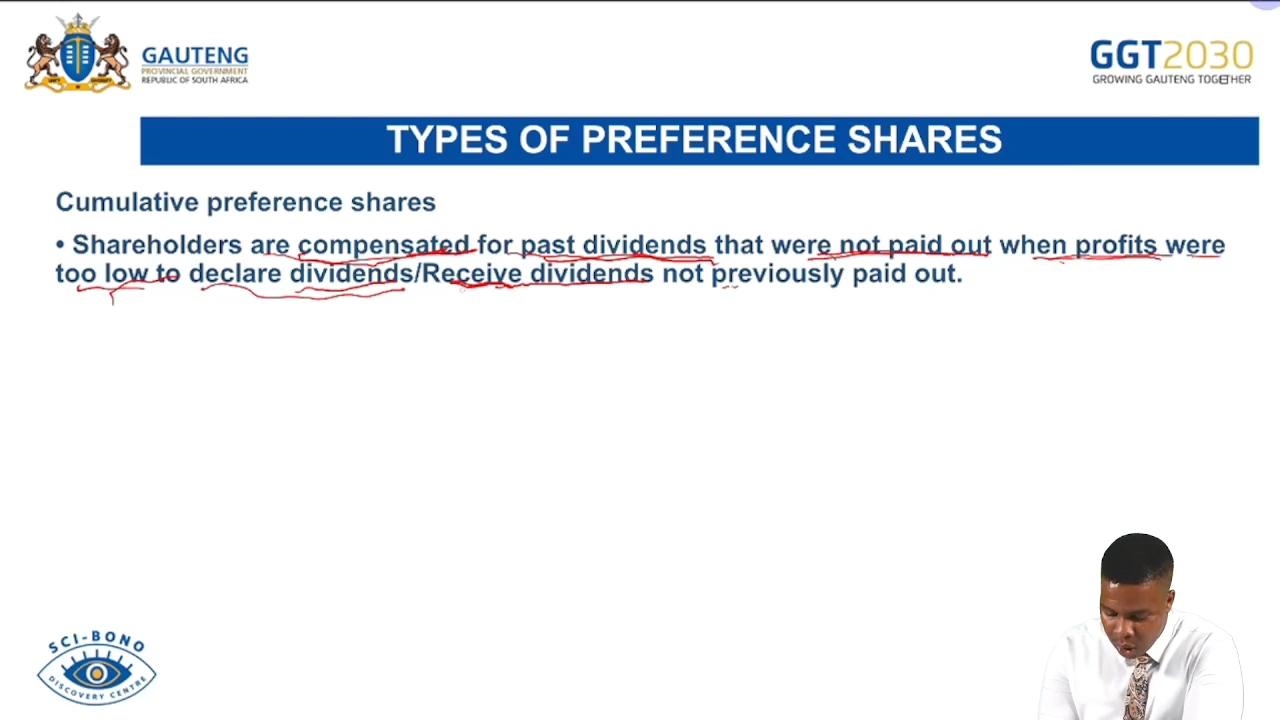 GAUTENG
PROVINCIAL GOVERNMENT
REPUBLIC OF SOUTH AFRICA
GGT2030
GROWING GAUTENG TOGETHER
TYPES OF PREFERENCE SHARES
Cumulative preference shares
• Shareholders are compensated for past dividends that were not paid out when profits were
too low to declare dividends/Receive dividends not previously paid out.
SCI-BONO
DISCOVERY CENTRE